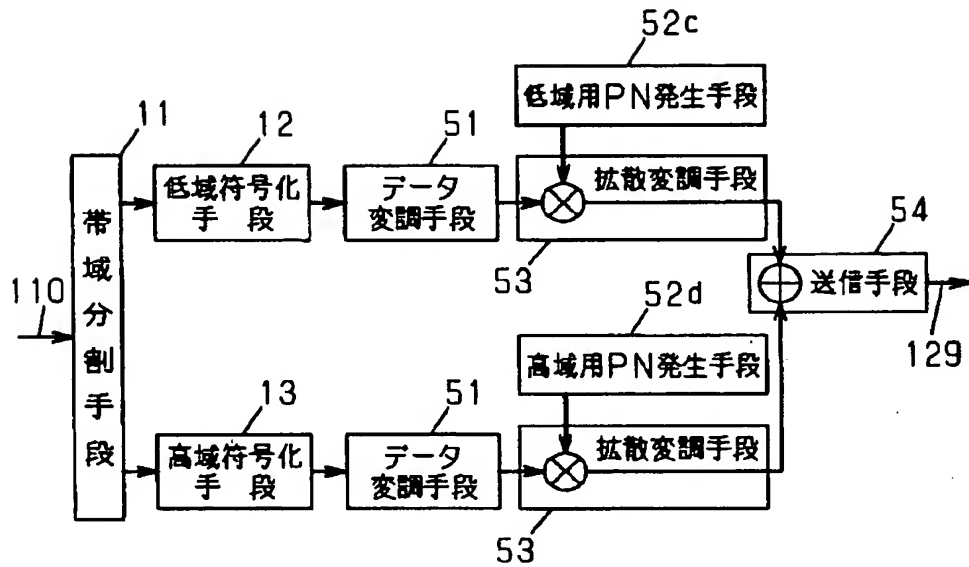 52c
低域用PN発生手段
11
12
51
帯域分割手段
低域符号化
手 段
データ
変調手段
拡散変調手段
53
54
送信手段
110
129
52d
高域用PN発生手段
13
51
高域符号化
手 段
データ
変調手段
拡散変調手段
53